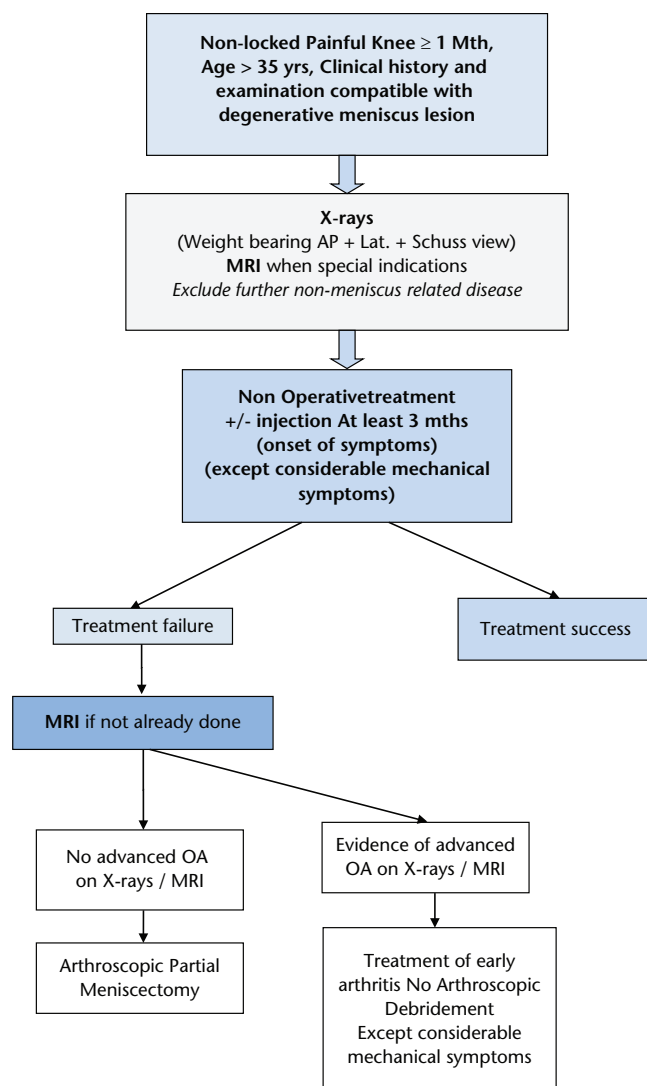 Non-locked Painful Knee ≥ 1 Mth,
Age > 35 yrs, Clinical history and
examination compatible with
degenerative meniscus lesion
X-rays
(Weight bearing AP + Lat. + Schuss view)
MRI when special indications
Exclude further non-meniscus related disease
Non Operativetreatment
+/- injection At least 3 mths
(onset of symptoms)
(except considerable mechanical
symptoms)
Treatment failure
Treatment success
MRI if not already done
No advanced OA
on X-rays / MRI
Evidence of advanced
OA on X-rays / MRI
Arthroscopic Partial
Meniscectomy
Treatment of early
arthritis No Arthroscopic
Debridement
Except considerable
mechanical symptoms